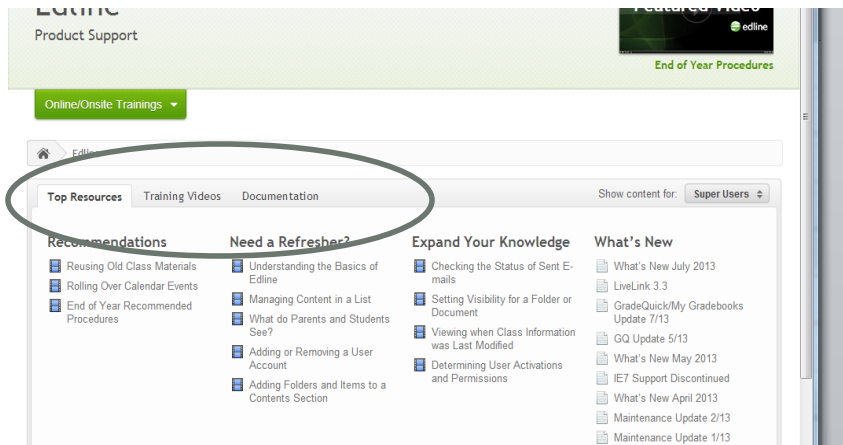 Edline
Product Support
Featured Video
edline
End of Year Procedures
Online/Onsite Trainings
Edline
Top Resources
Training Videos
Documentation
Show content for:
Super Users
Recommendations
Reusing Old Class Materials
Rolling Over Calendar Events
End of Year Recommended
Procedures
Need a Refresher?
Understanding the Basics of
Edline
Managing Content in a List
What do Parents and Students
See?
Adding or Removing a User
Account
Adding Folders and Items to a
Contents Section
Expand Your Knowledge
Checking the Status of Sent E-
mails
Setting Visibility for a Folder or
Document
Viewing when Class Information
was Last Modified
Determining User Activations
and Permissions
What's New
What's New July 2013
LiveLink 3.3
GradeQuick/My Gradebooks
Update 7/13
GQ Update 5/13
What's New May 2013
IE7 Support Discontinued
What's New April 2013
Maintenance Update 2/13
Maintenance Update 1/13